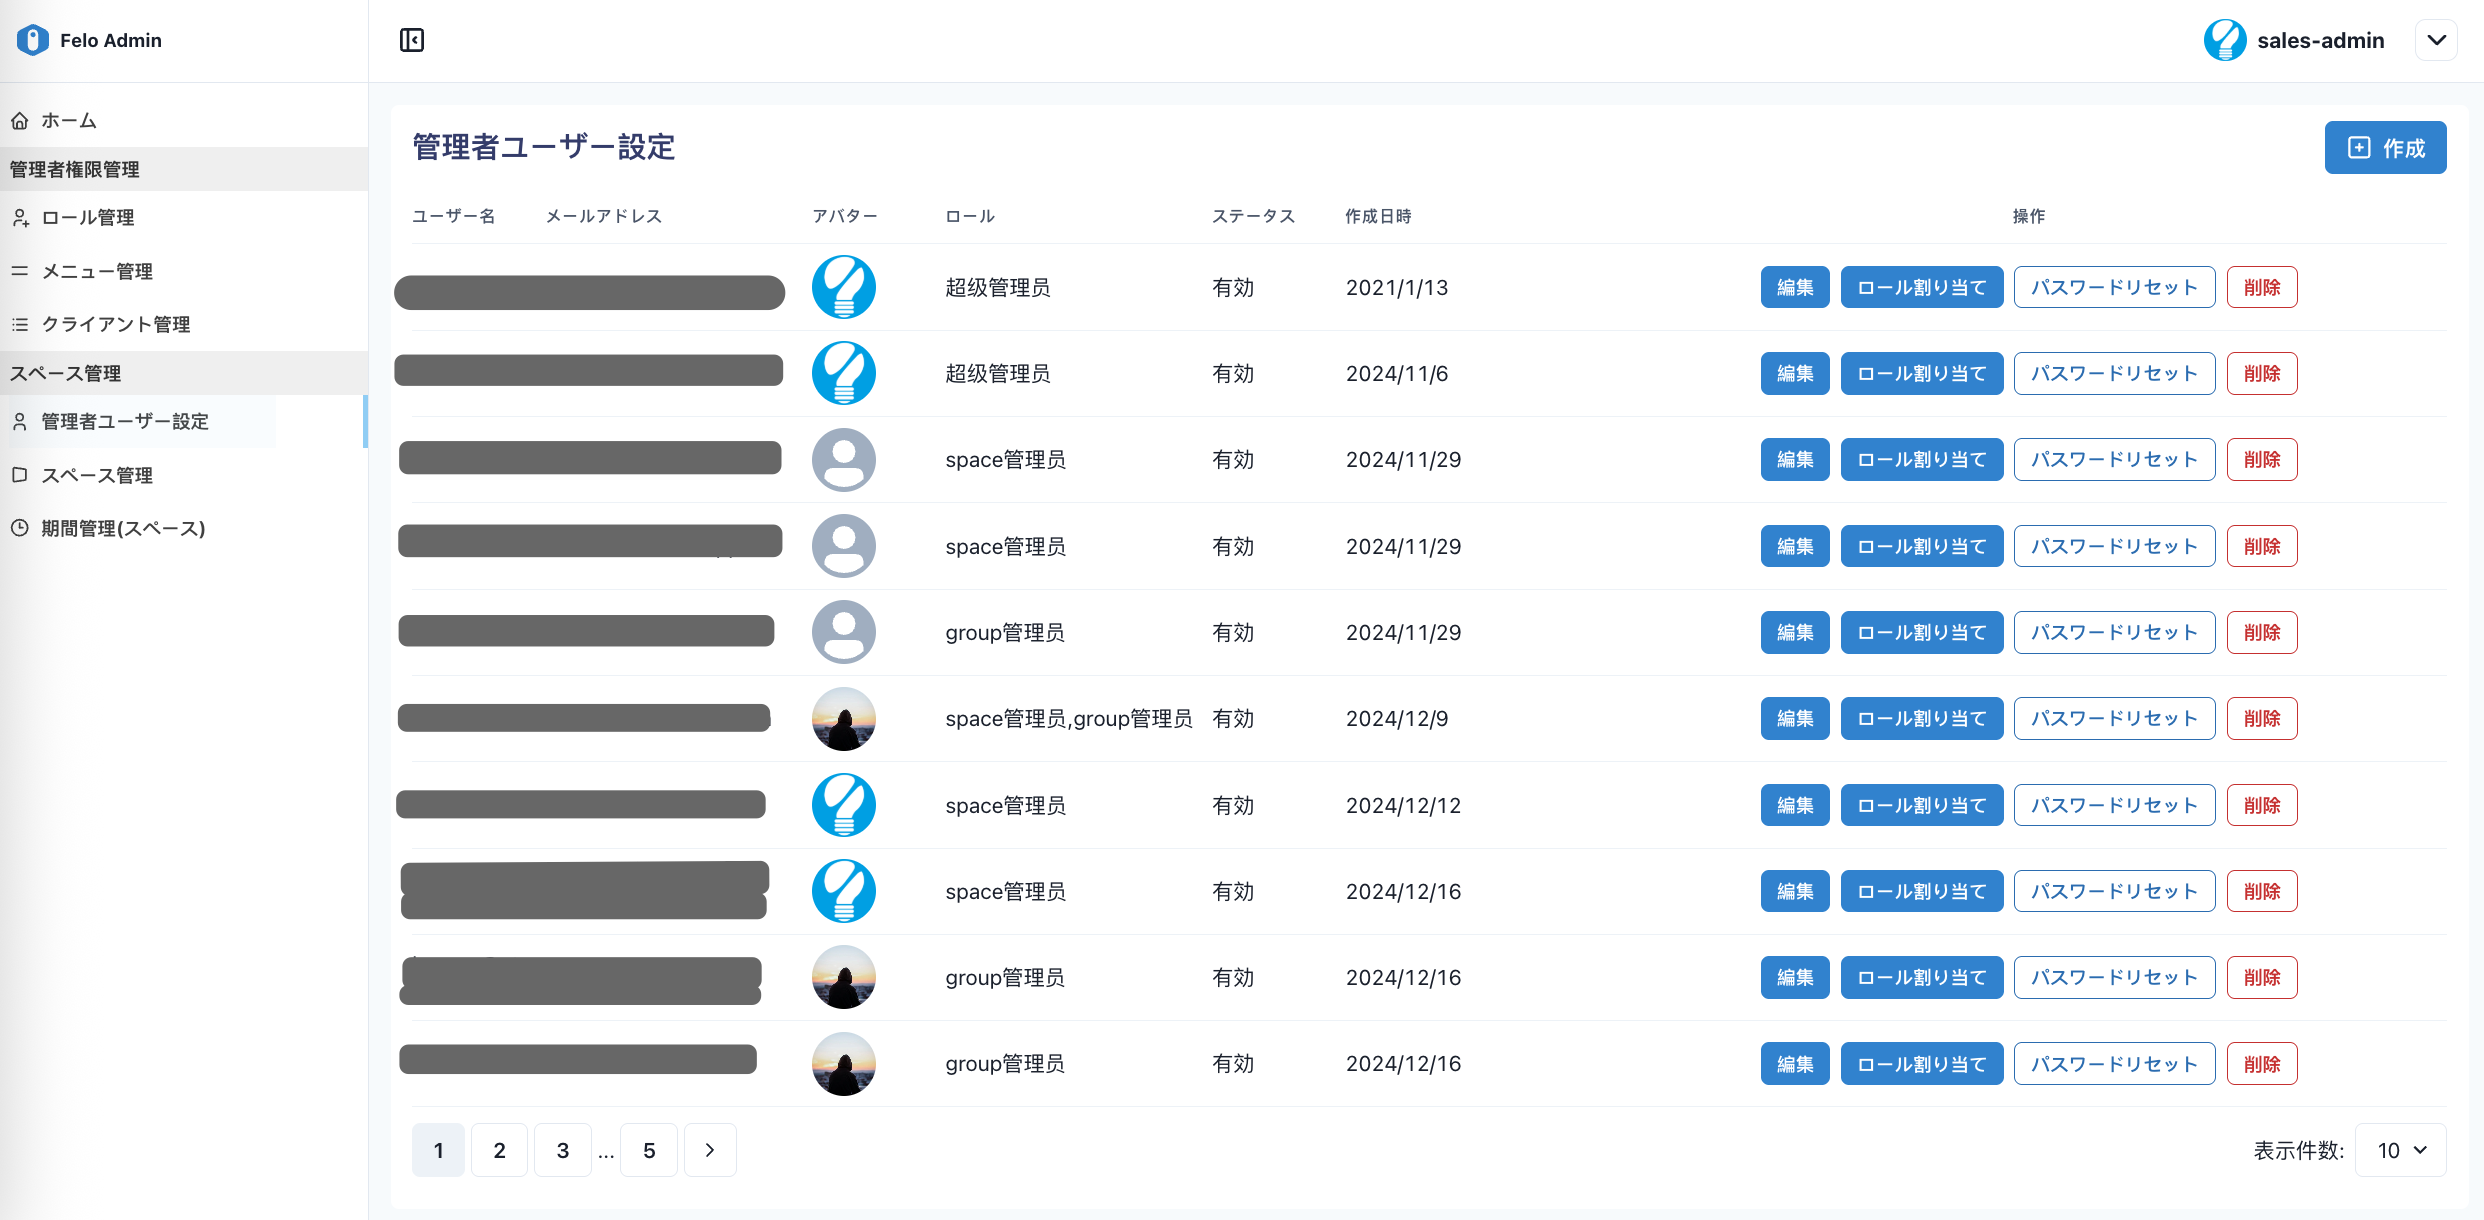 Felo Admin
sales-admin
ホーム
管理者権限管理
ロール管理
メニュー管理
クライアント管理
スペース管理
管理者ユーザー設定
スペース管理
期間管理(スペース)
管理者ユーザー設定
作成
ユーザー名 メールアドレス アバター ロール ステータス 作成日時 操作
超级管理员 有効 2021/1/13 編集 ロール割り当て パスワードリセット 削除
超级管理员 有効 2024/11/6 編集 ロール割り当て パスワードリセット 削除
space管理员 有効 2024/11/29 編集 ロール割り当て パスワードリセット 削除
space管理员 有効 2024/11/29 編集 ロール割り当て パスワードリセット 削除
group管理员 有効 2024/11/29 編集 ロール割り当て パスワードリセット 削除
space管理员,group管理员 有効 2024/12/9 編集 ロール割り当て パスワードリセット 削除
space管理员 有効 2024/12/12 編集 ロール割り当て パスワードリセット 削除
space管理员 有効 2024/12/16 編集 ロール割り当て パスワードリセット 削除
group管理员 有効 2024/12/16 編集 ロール割り当て パスワードリセット 削除
group管理员 有効 2024/12/16 編集 ロール割り当て パスワードリセット 削除
1 2 3 ... 5
表示件数: 10